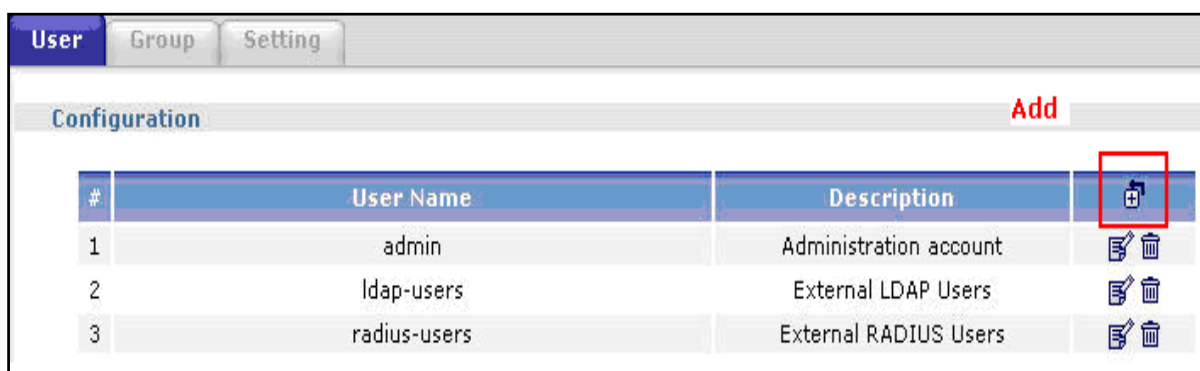 User Group Setting
Configuration Add
# User Name Description
1 admin Administration account
2 ldap-users External LDAP Users
3 radius-users External RADIUS Users